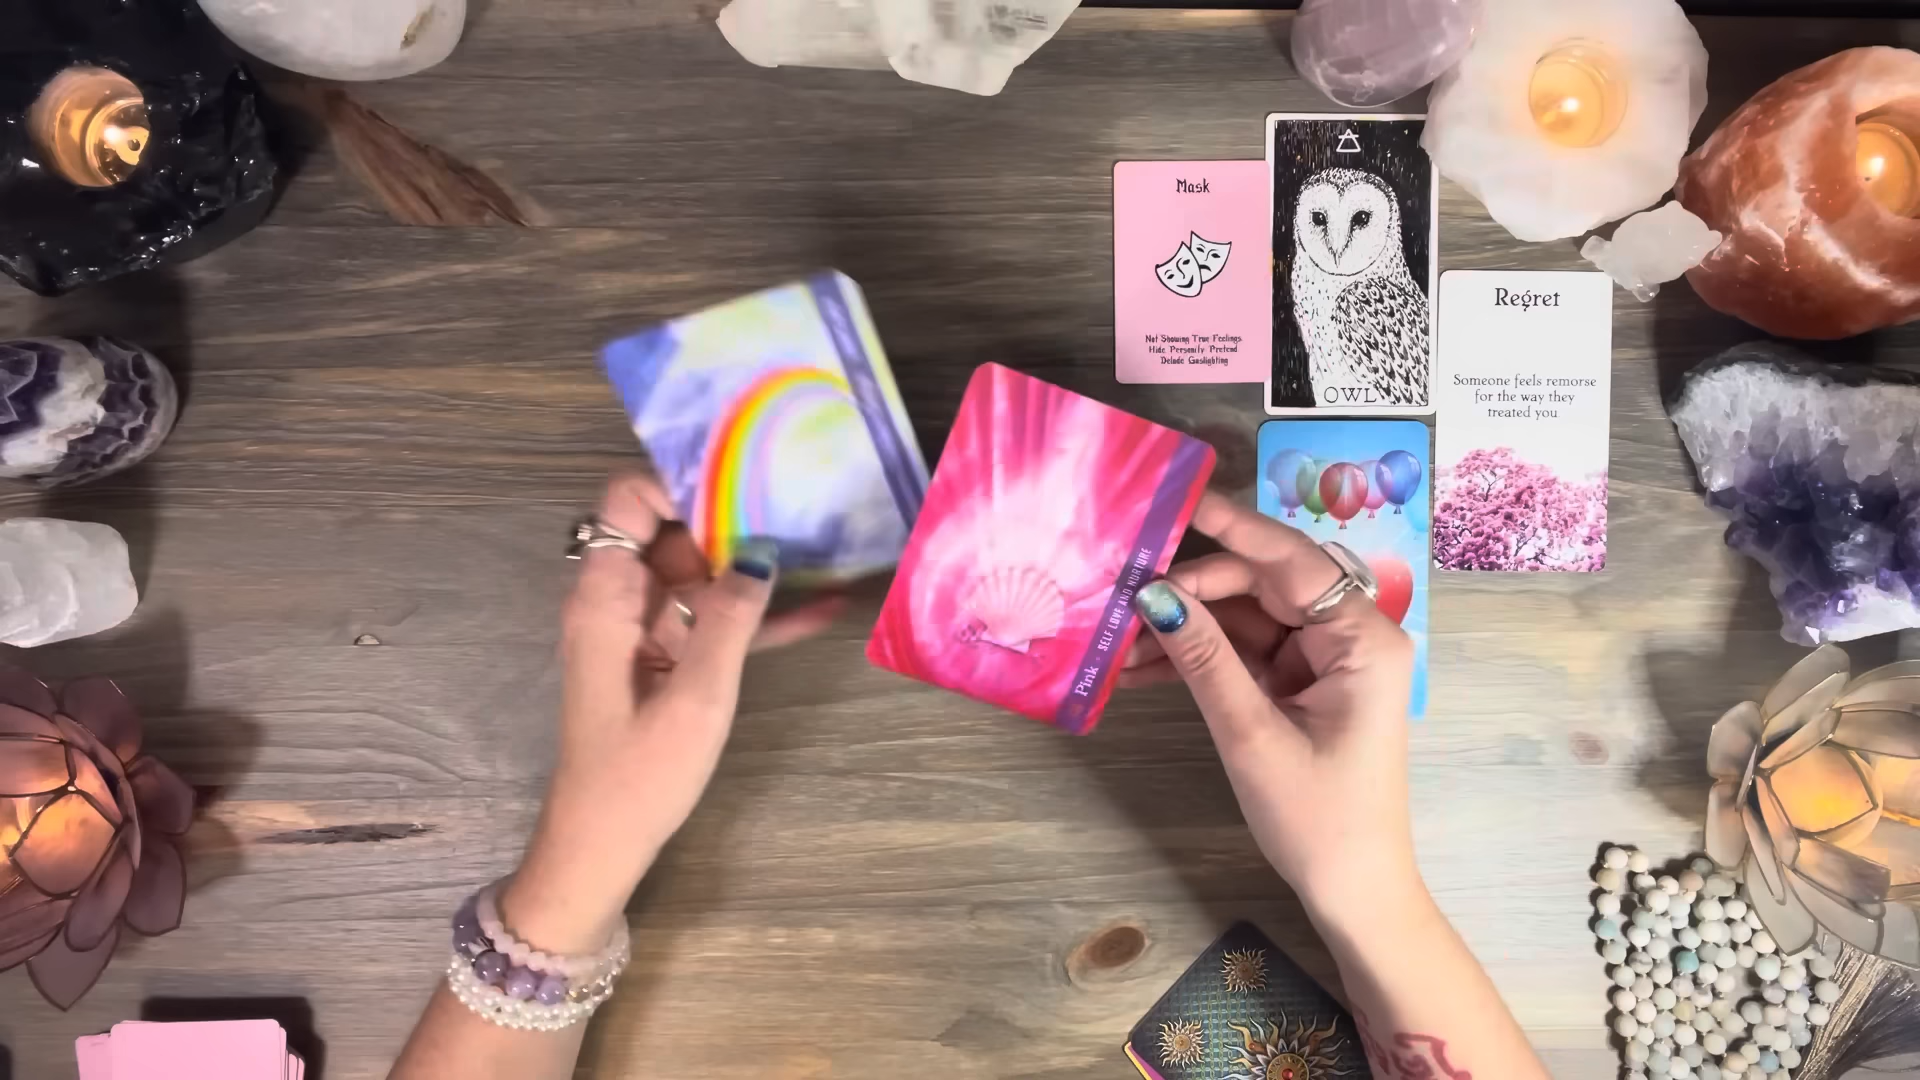 Mask
Not Showing True Feelings
Hide Personify Pretend
Delude Gaslighting
OWL
Regret
Someone feels remorse
for the way they
treated you
Pink - SELF LOVE AND NURTURE